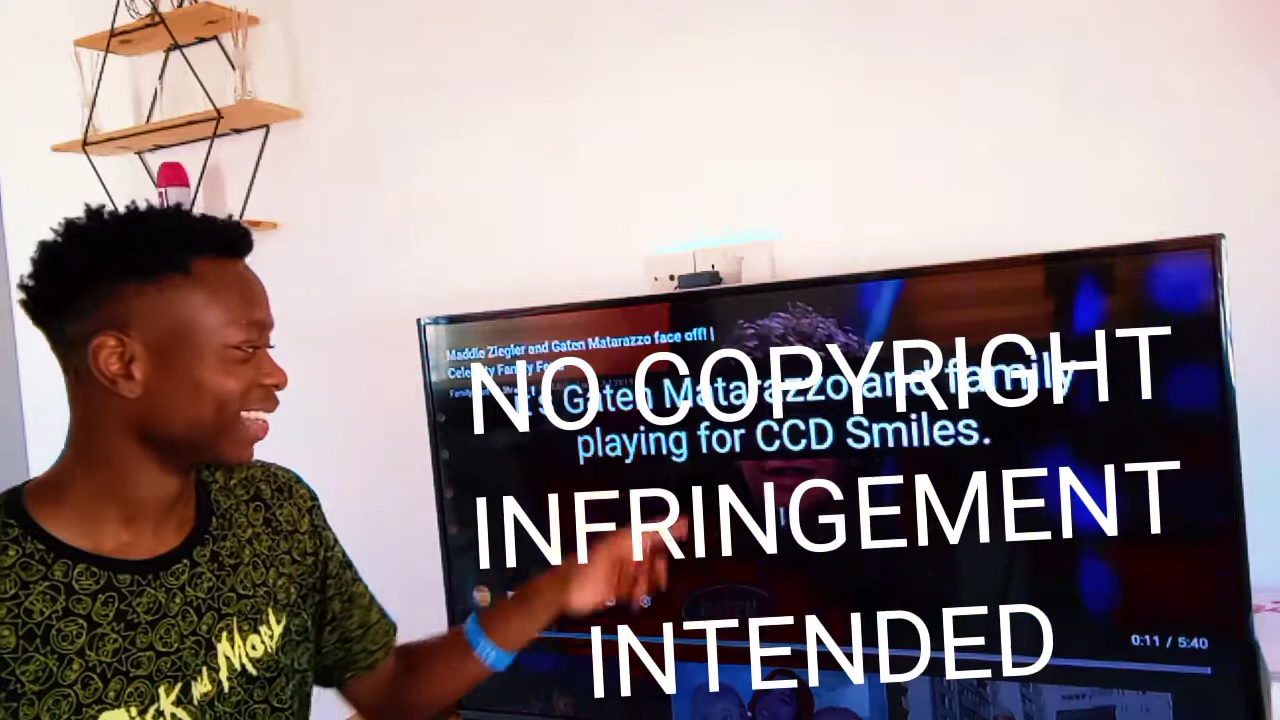 Maddie Ziegler and Gaten Matarazzo face off! |
Celebrity Family Feud
NO COPYRIGHT
's Gaten Matarazzo and family
playing for CCD Smiles.
INFRINGEMENT
INTENDED
0:11 / 5:40
Rick and Morty